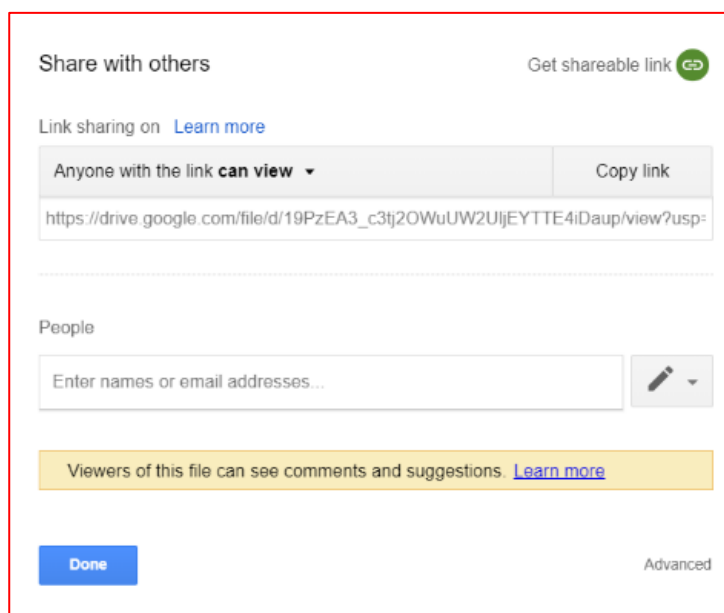 Share with others
Get shareable link
Link sharing on Learn more
Anyone with the link can view
Copy link
https://drive.google.com/file/d/19PzEA3_c3tj2OWuUW2UljEYTTE4iDaup/view?usp=
People
Enter names or email addresses...
Viewers of this file can see comments and suggestions. Learn more
Done
Advanced